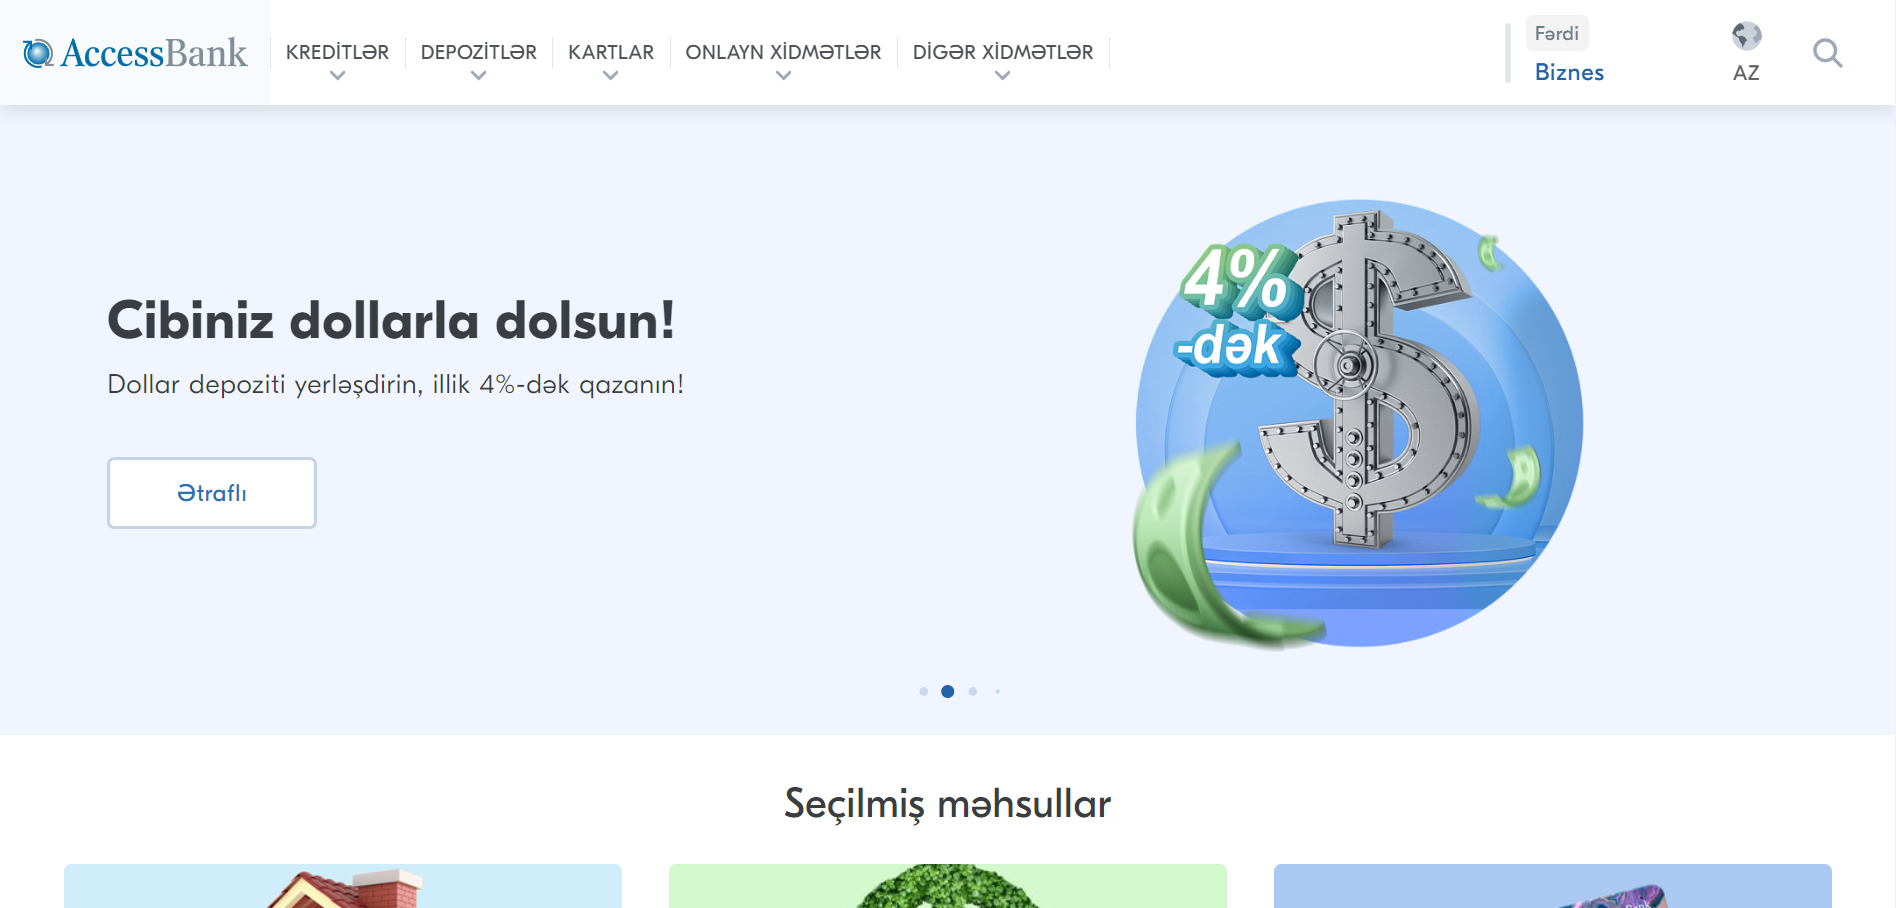 AccessBank
KREDİTLƏR
DEPOZİTLƏR
KARTLAR
ONLAYN XİDMƏTLƏR
DİGƏR XİDMƏTLƏR
Fərdi
Biznes
AZ
Cibiniz dollarla dolsun!
Dollar depoziti yerləşdirin, illik 4%-dək qazanın!
Ətraflı
4%
-dək
Seçilmiş məhsullar
Bank